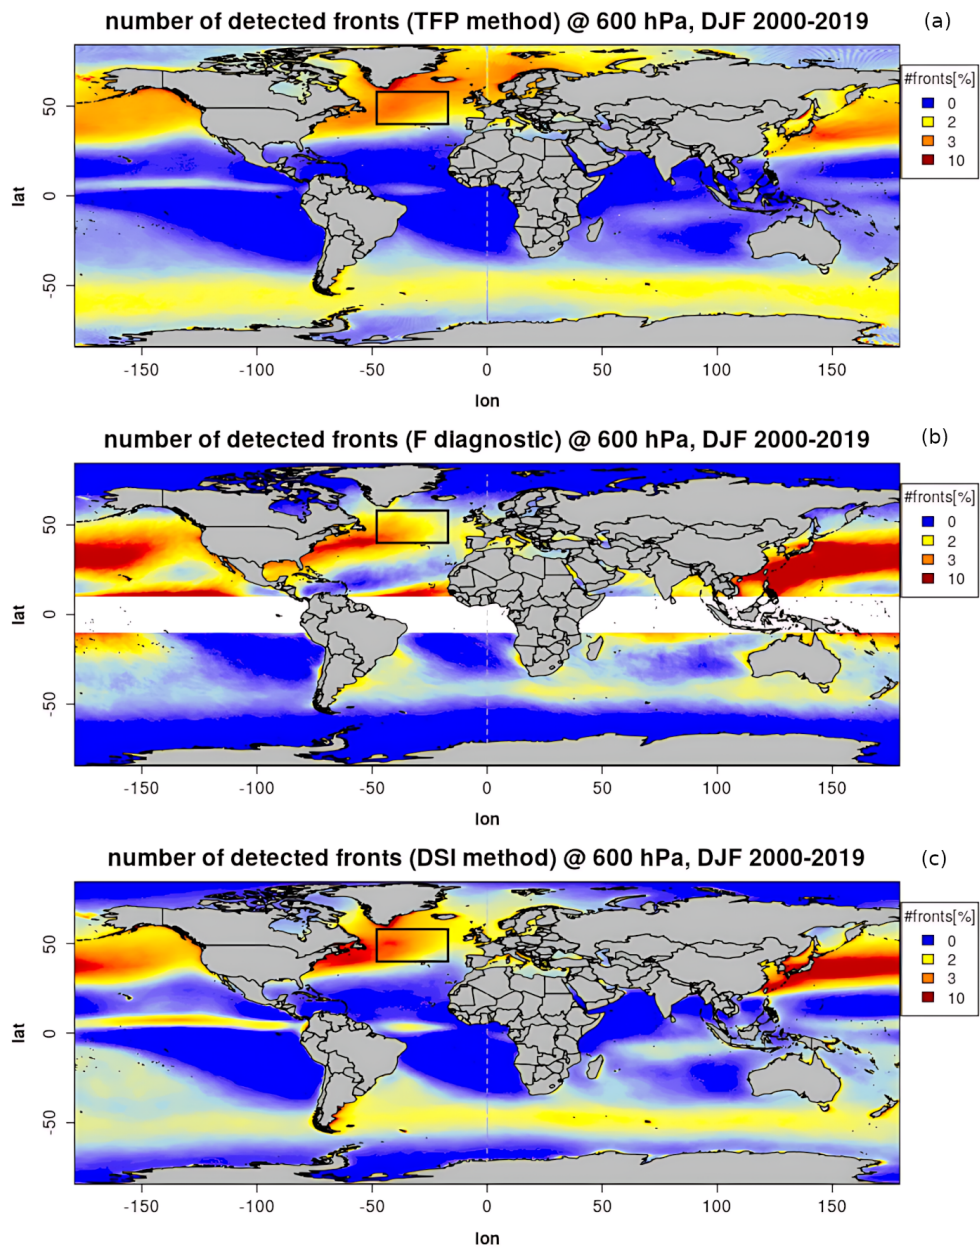 number of detected fronts (TFP method) @ 600 hPa, DJF 2000-2019
(a)
#fronts[%]
0
2
3
10
50
0
-50
lat
-150
-100
-50
0
50
100
150
lon
number of detected fronts (F diagnostic) @ 600 hPa, DJF 2000-2019
(b)
#fronts[%]
0
2
3
10
50
0
-50
lat
-150
-100
-50
0
50
100
150
lon
number of detected fronts (DSI method) @ 600 hPa, DJF 2000-2019
(c)
#fronts[%]
0
2
3
10
50
0
-50
lat
-150
-100
-50
0
50
100
150
lon